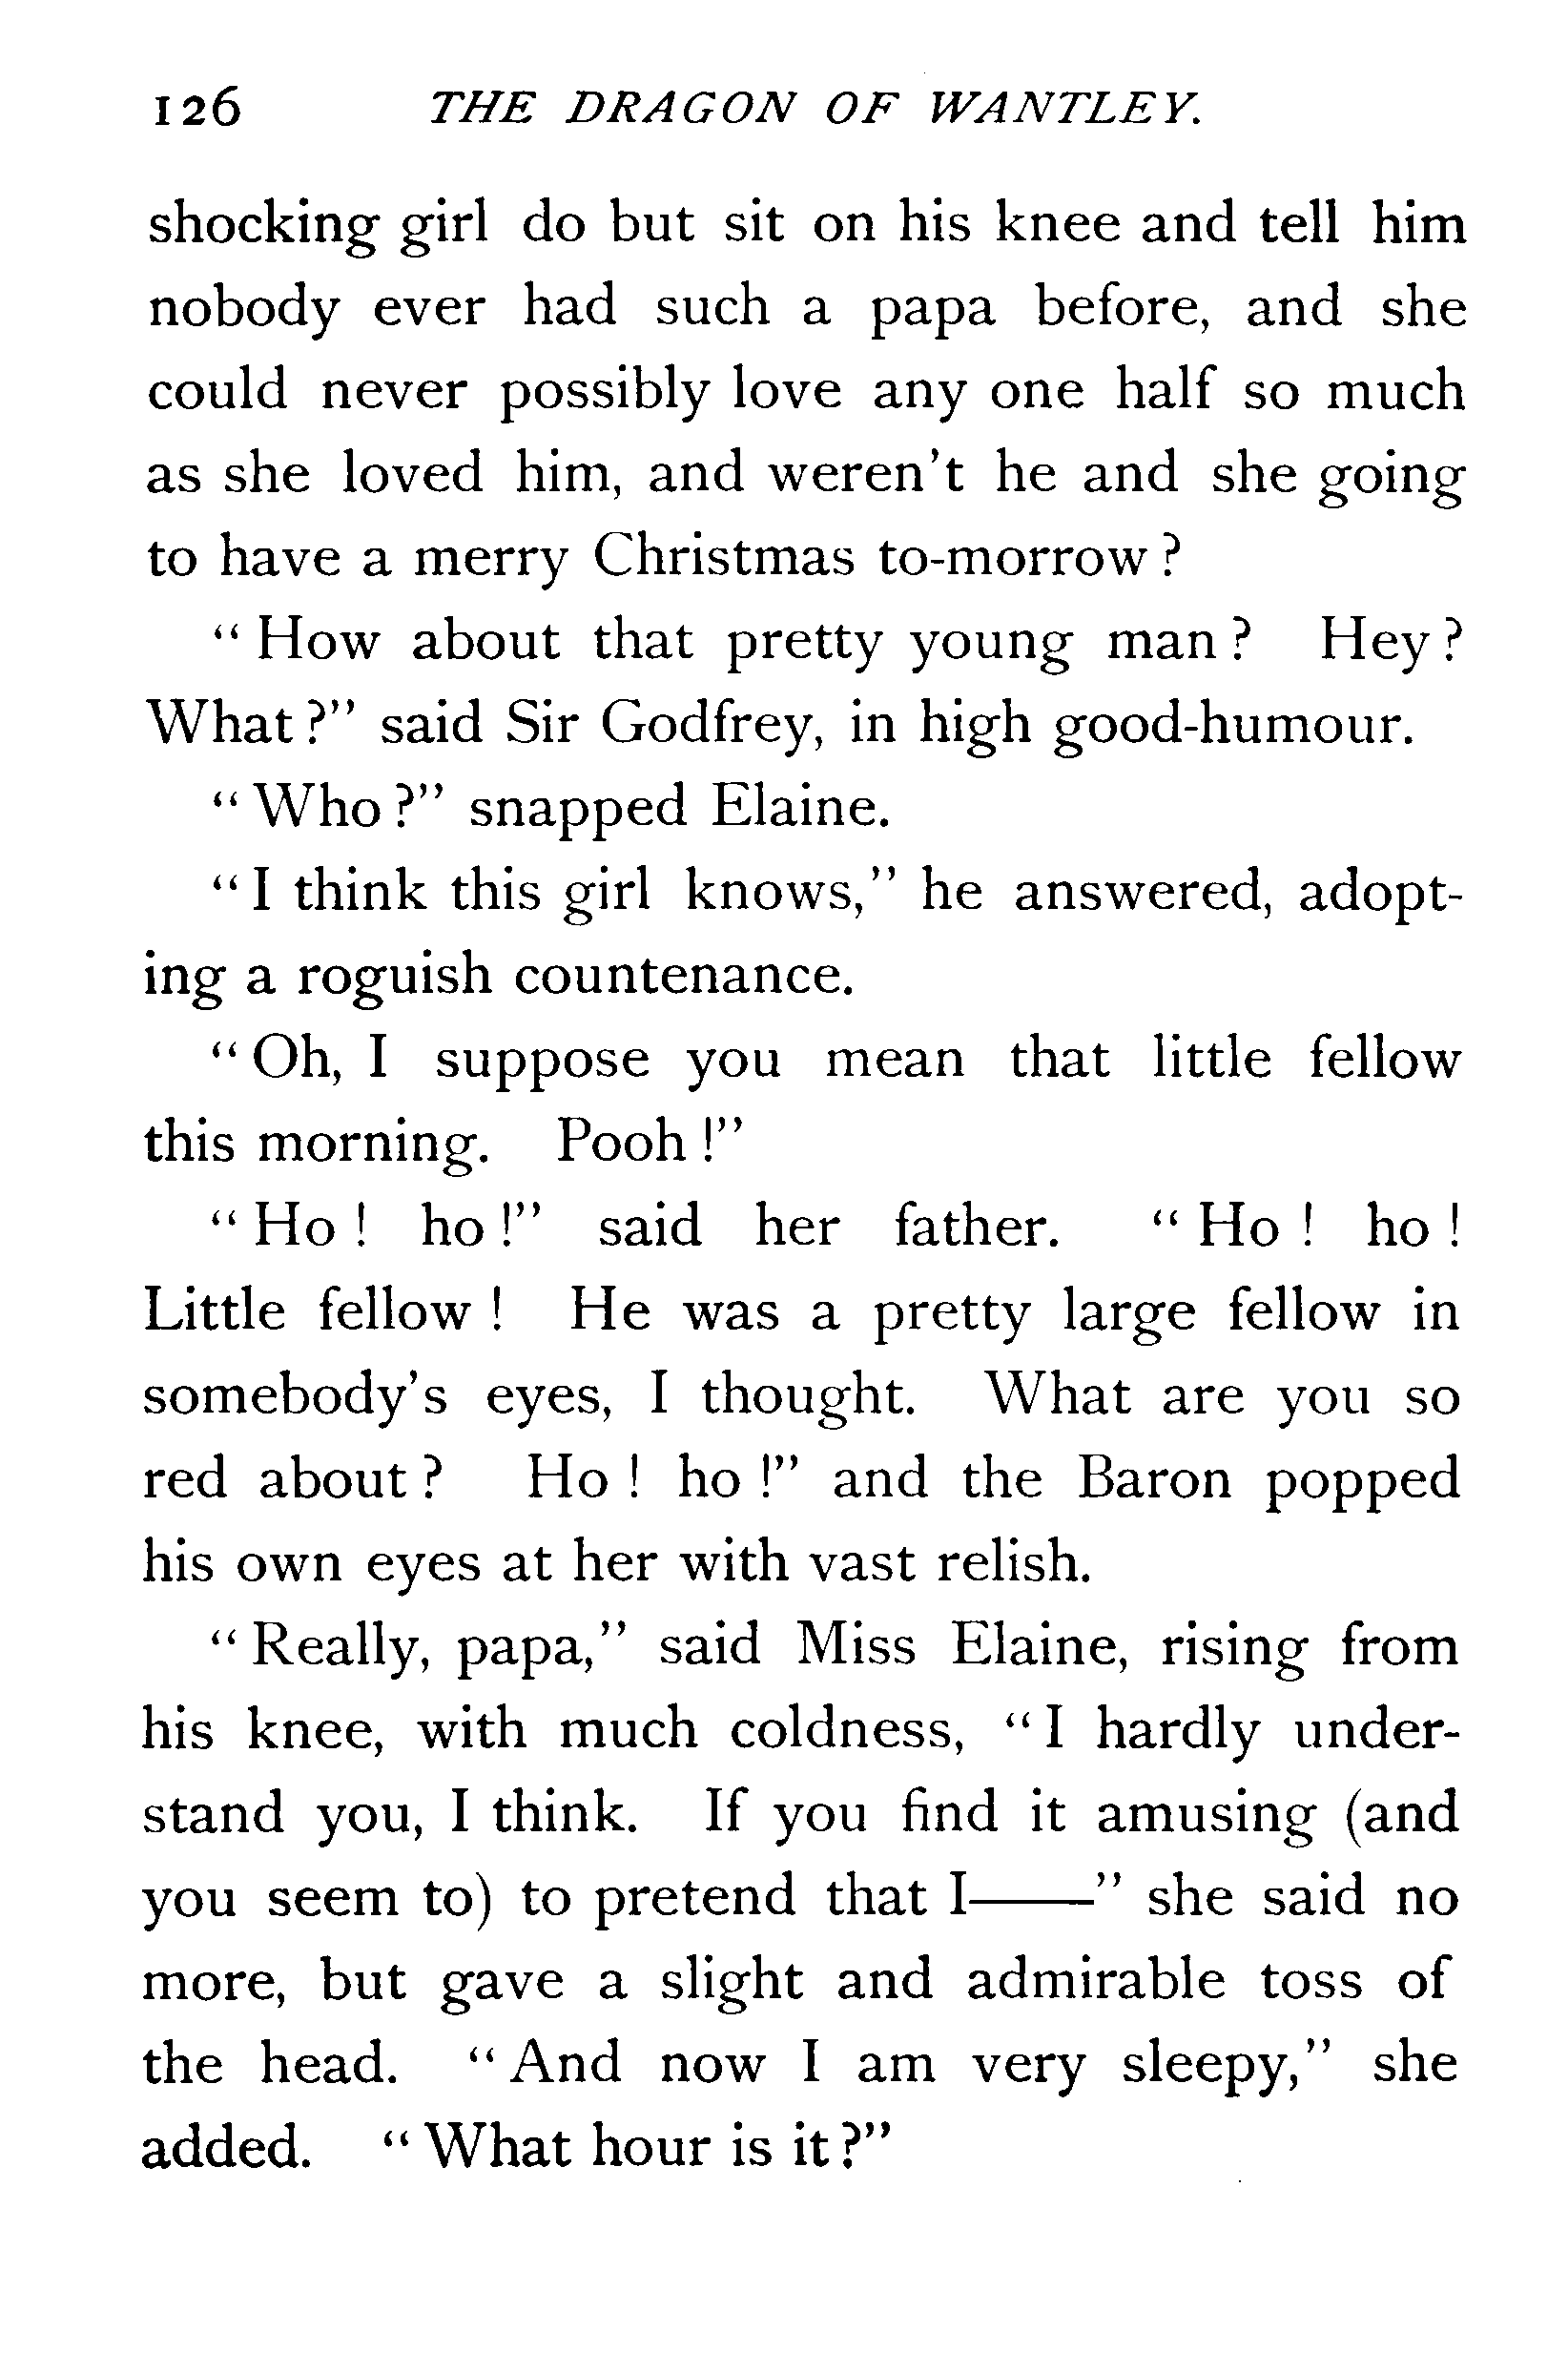 126 THE DRAGON OF WANTLEY.
shocking girl do but sit on his knee and tell him
nobody ever had such a papa before, and she
could never possibly love any one half so much
as she loved him, and weren't he and she going
to have a merry Christmas to-morrow?
"How about that pretty young man? Hey?
What?" said Sir Godfrey, in high good-humour.
"Who?" snapped Elaine.
"I think this girl knows," he answered, adopt-
ing a roguish countenance.
"Oh, I suppose you mean that little fellow
this morning. Pooh!"
"Ho! ho!" said her father. "Ho! ho!
Little fellow! He was a pretty large fellow in
somebody's eyes, I thought. What are you so
red about? Ho! ho!" and the Baron popped
his own eyes at her with vast relish.
"Really, papa," said Miss Elaine, rising from
his knee, with much coldness, "I hardly under-
stand you, I think. If you find it amusing (and
you seem to) to pretend that I——" she said no
more, but gave a slight and admirable toss of
the head. "And now I am very sleepy," she
added. "What hour is it?"